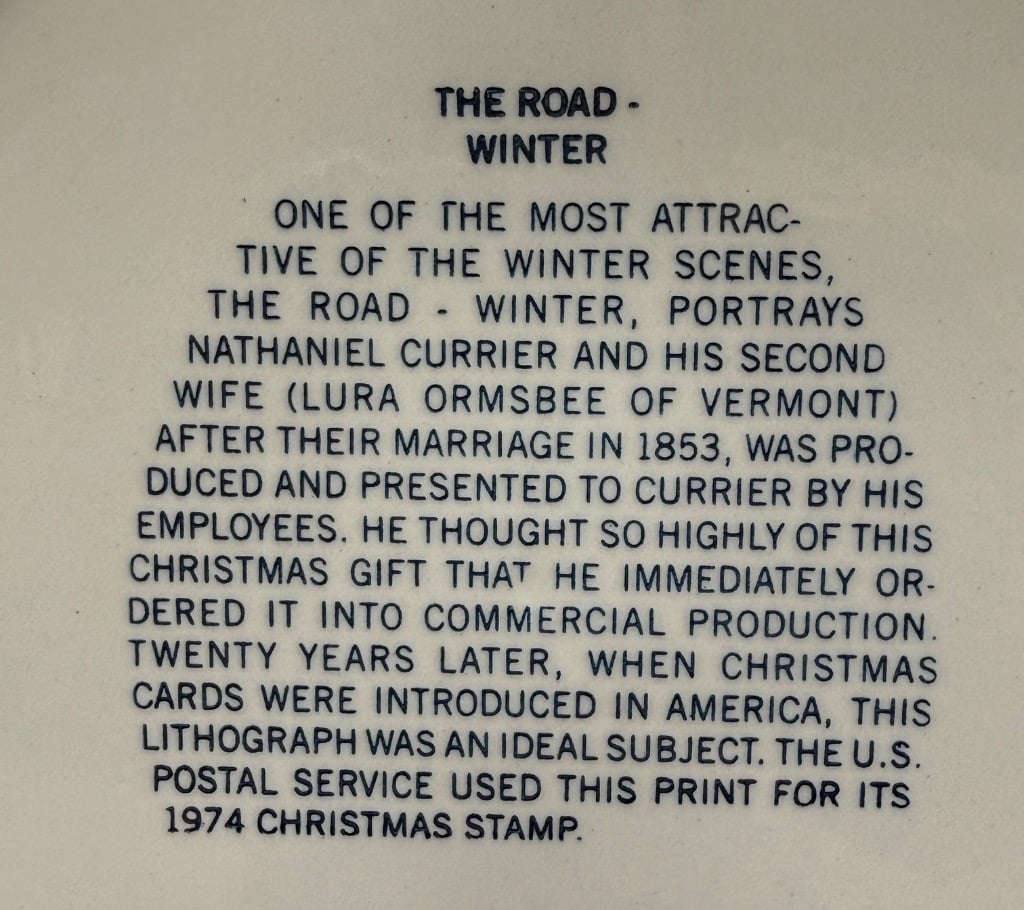 THE ROAD -
WINTER
ONE OF THE MOST ATTRAC-
TIVE OF THE WINTER SCENES,
THE ROAD - WINTER, PORTRAYS
NATHANIEL CURRIER AND HIS SECOND
WIFE (LURA ORMSBEE OF VERMONT)
AFTER THEIR MARRIAGE IN 1853, WAS PRO-
DUCED AND PRESENTED TO CURRIER BY HIS
EMPLOYEES. HE THOUGHT SO HIGHLY OF THIS
CHRISTMAS GIFT THAT HE IMMEDIATELY OR-
DERED IT INTO COMMERCIAL PRODUCTION.
TWENTY YEARS LATER, WHEN CHRISTMAS
CARDS WERE INTRODUCED IN AMERICA, THIS
LITHOGRAPH WAS AN IDEAL SUBJECT. THE U.S.
POSTAL SERVICE USED THIS PRINT FOR ITS
1974 CHRISTMAS STAMP.